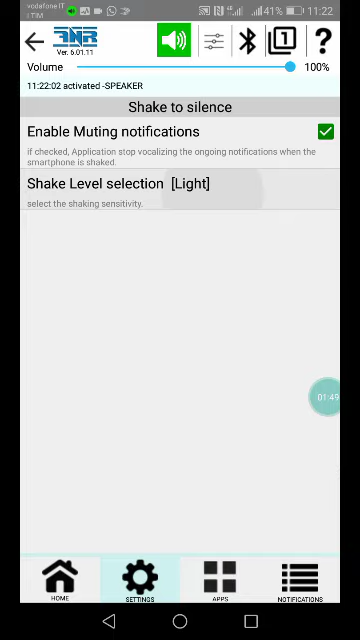 vodafone IT
| TIM
41%
11:22
ENR
Ver. 6.01.11
1
?
Volume
100%
11:22:02 activated -SPEAKER
Shake to silence
Enable Muting notifications
if checked, Application stop vocalizing the ongoing notifications when the
smartphone is shaked.
Shake Level selection [Light]
select the shaking sensitivity.
01:49
HOME
SETTINGS
APPS
NOTIFICATIONS